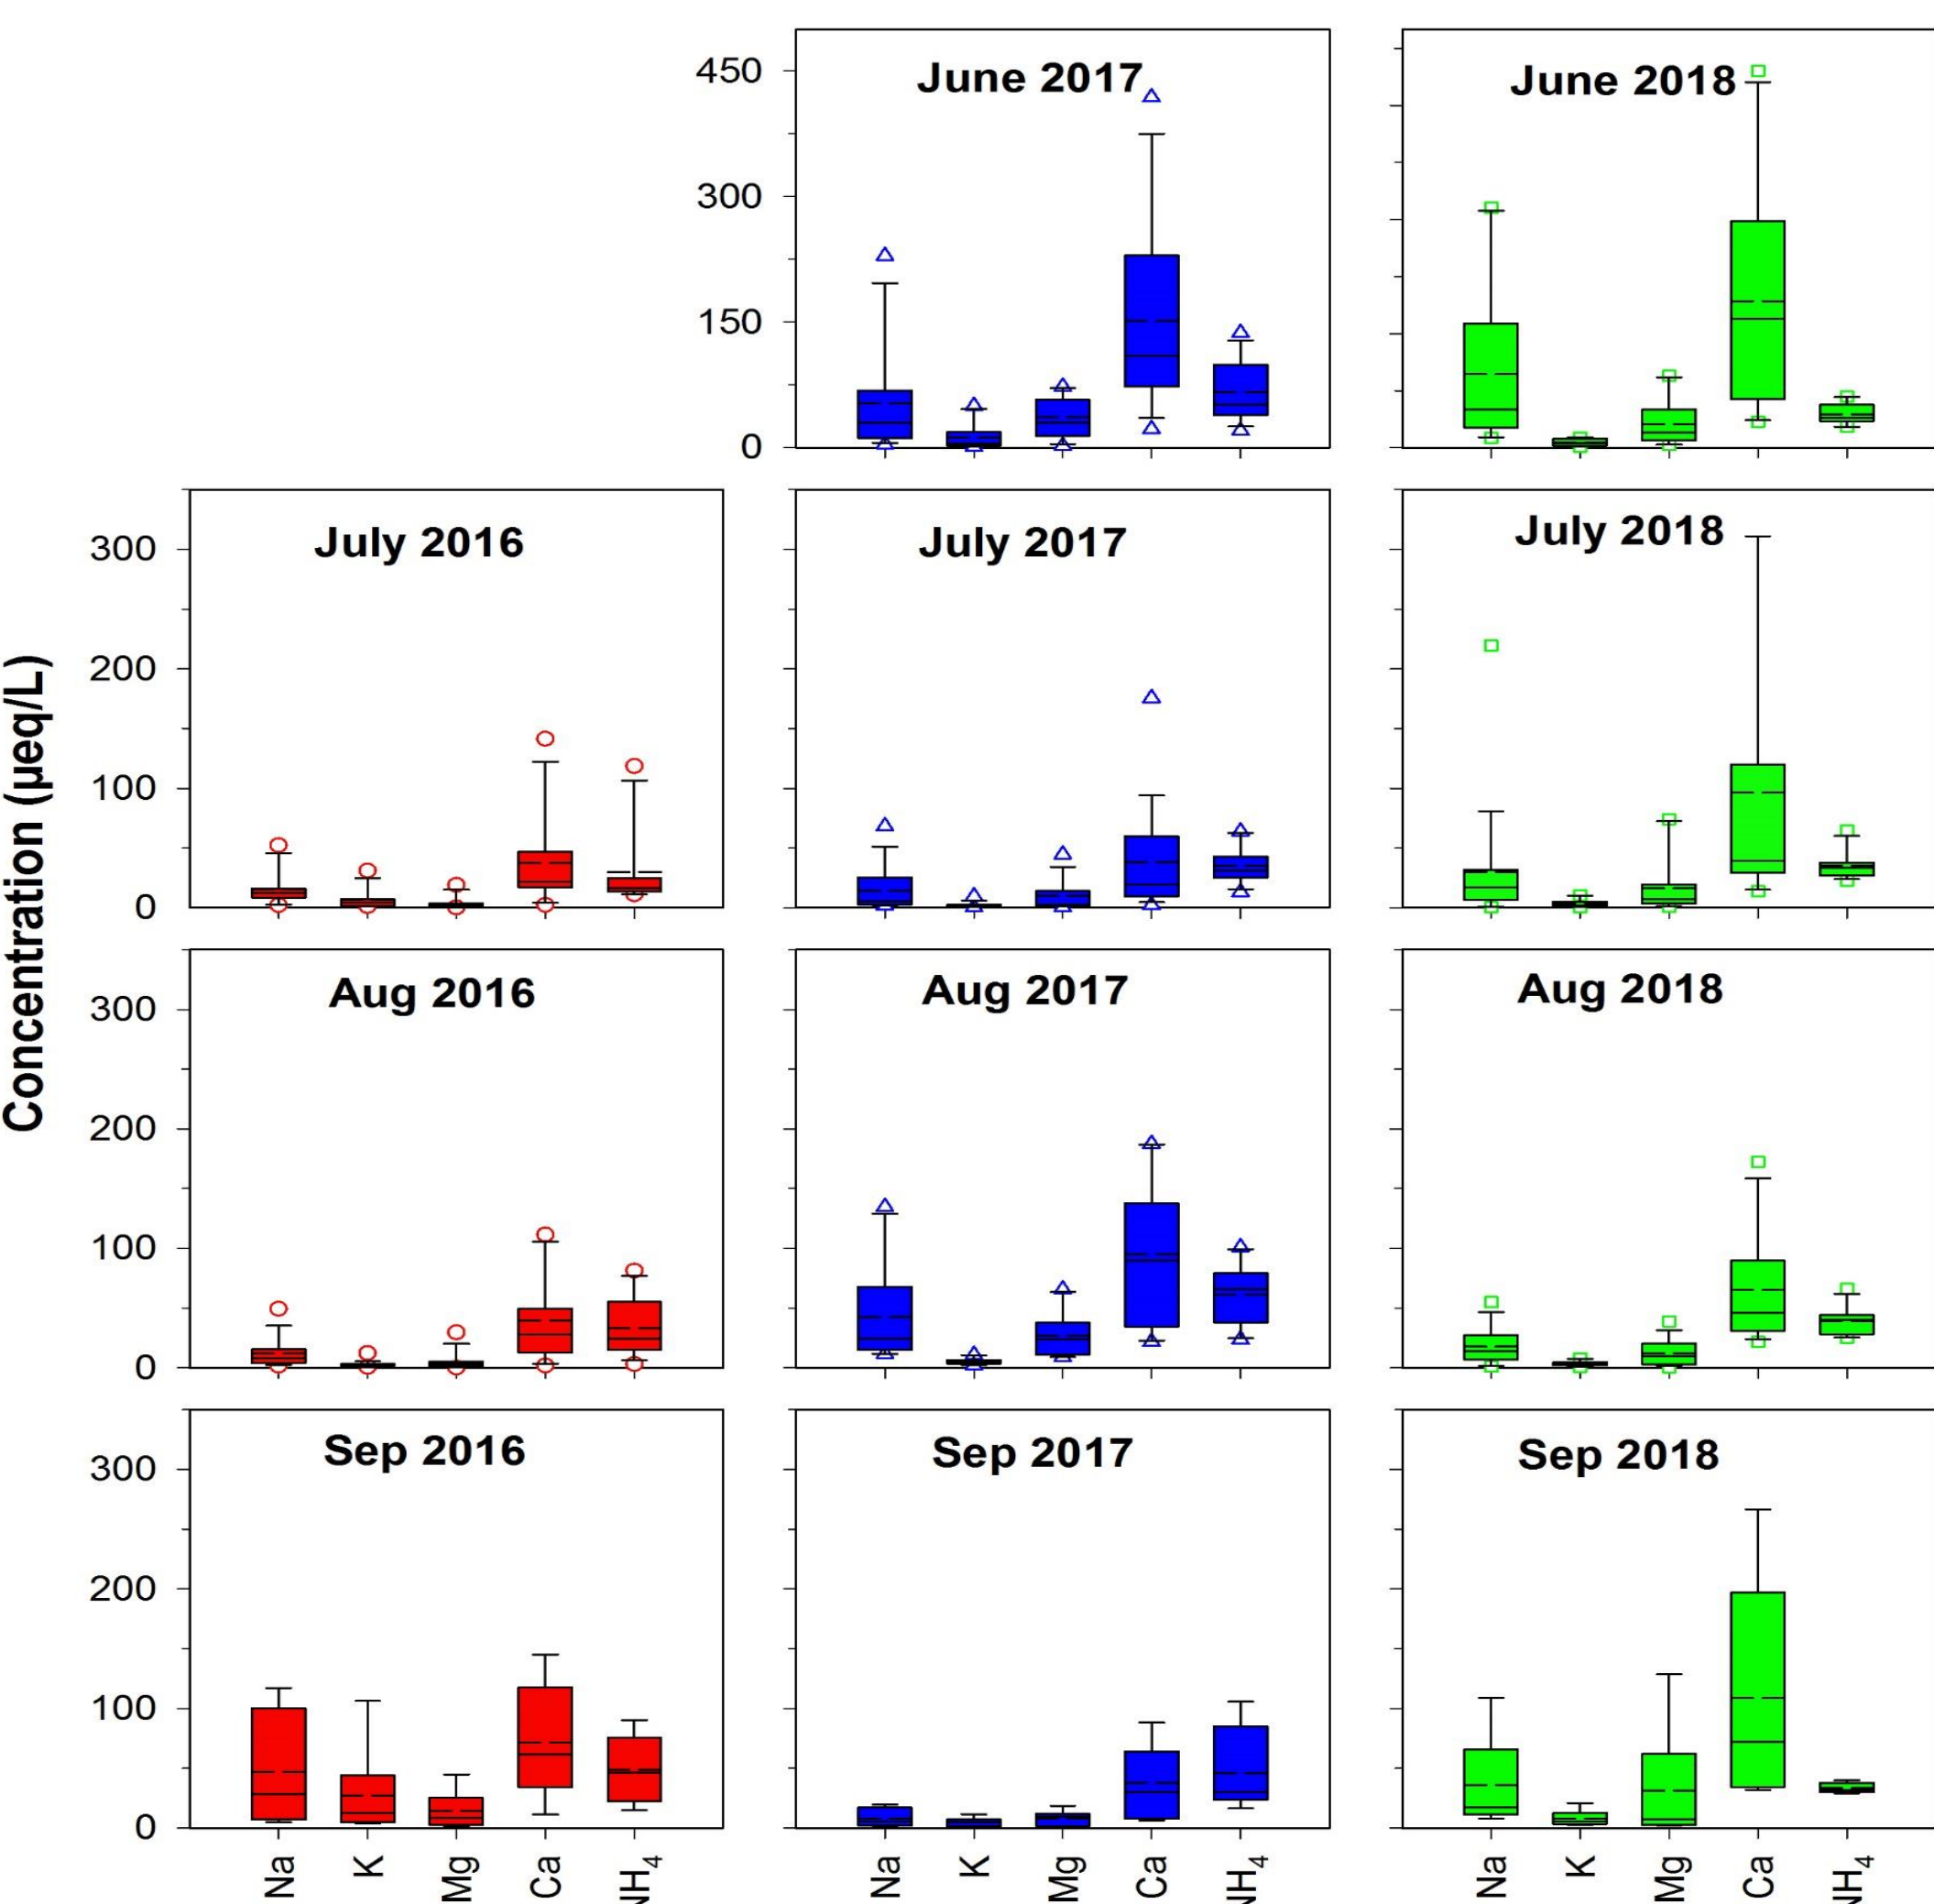 450
300
150
0
June 2017
June 2018
300
200
100
0
July 2016
July 2017
July 2018
Concentration (µeq/L)
300
200
100
0
Aug 2016
Aug 2017
Aug 2018
300
200
100
0
Sep 2016
Sep 2017
Sep 2018
Na K Mg Ca NH₄ Na K Mg Ca NH₄ Na K Mg Ca NH₄